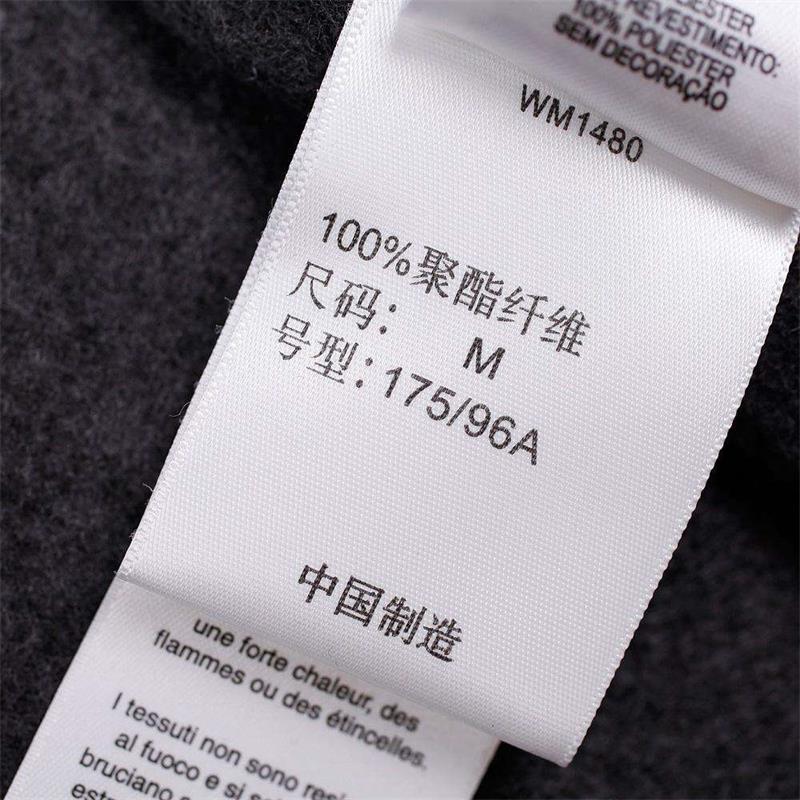 REVESTIMENTO:
100% POLIESTER
SEM DECORAÇÃO
WM1480
100%聚酯纤维
尺码: M
号型: 175/96A
中国制造
une forte chaleur, des
flammes ou des étincelles.
I tessuti non sono
al fuoco e si
bruciano